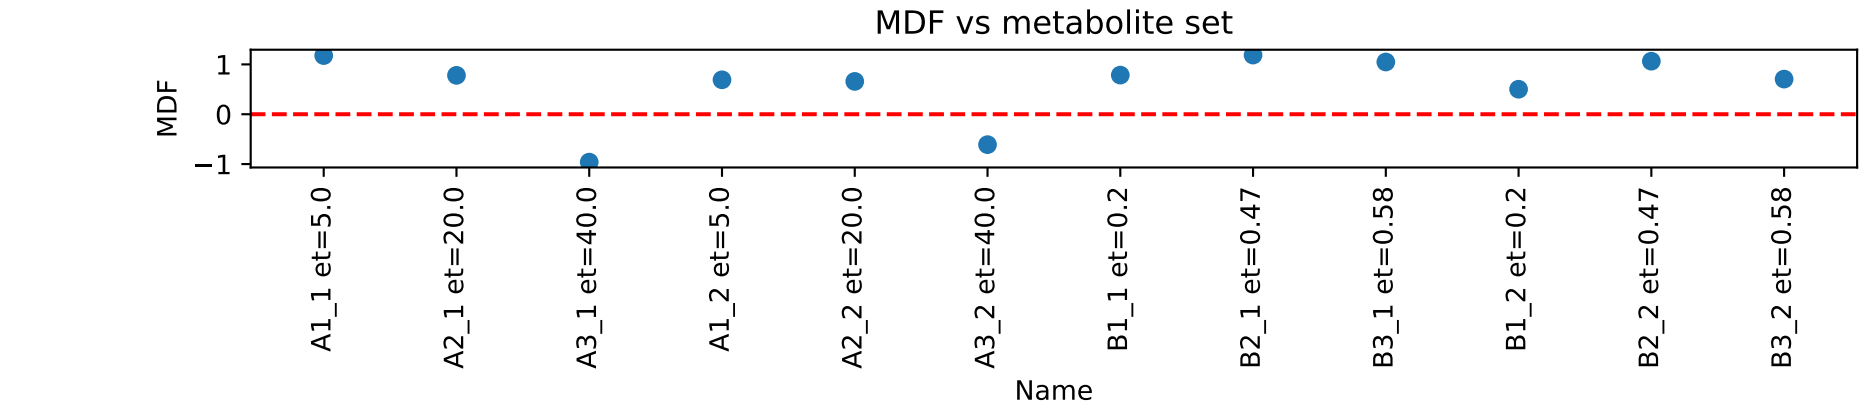 MDF vs metabolite set
MDF
1
0
−1
A1_1 et=5.0
A2_1 et=20.0
A3_1 et=40.0
A1_2 et=5.0
A2_2 et=20.0
A3_2 et=40.0
B1_1 et=0.2
B2_1 et=0.47
B3_1 et=0.58
B1_2 et=0.2
B2_2 et=0.47
B3_2 et=0.58
Name